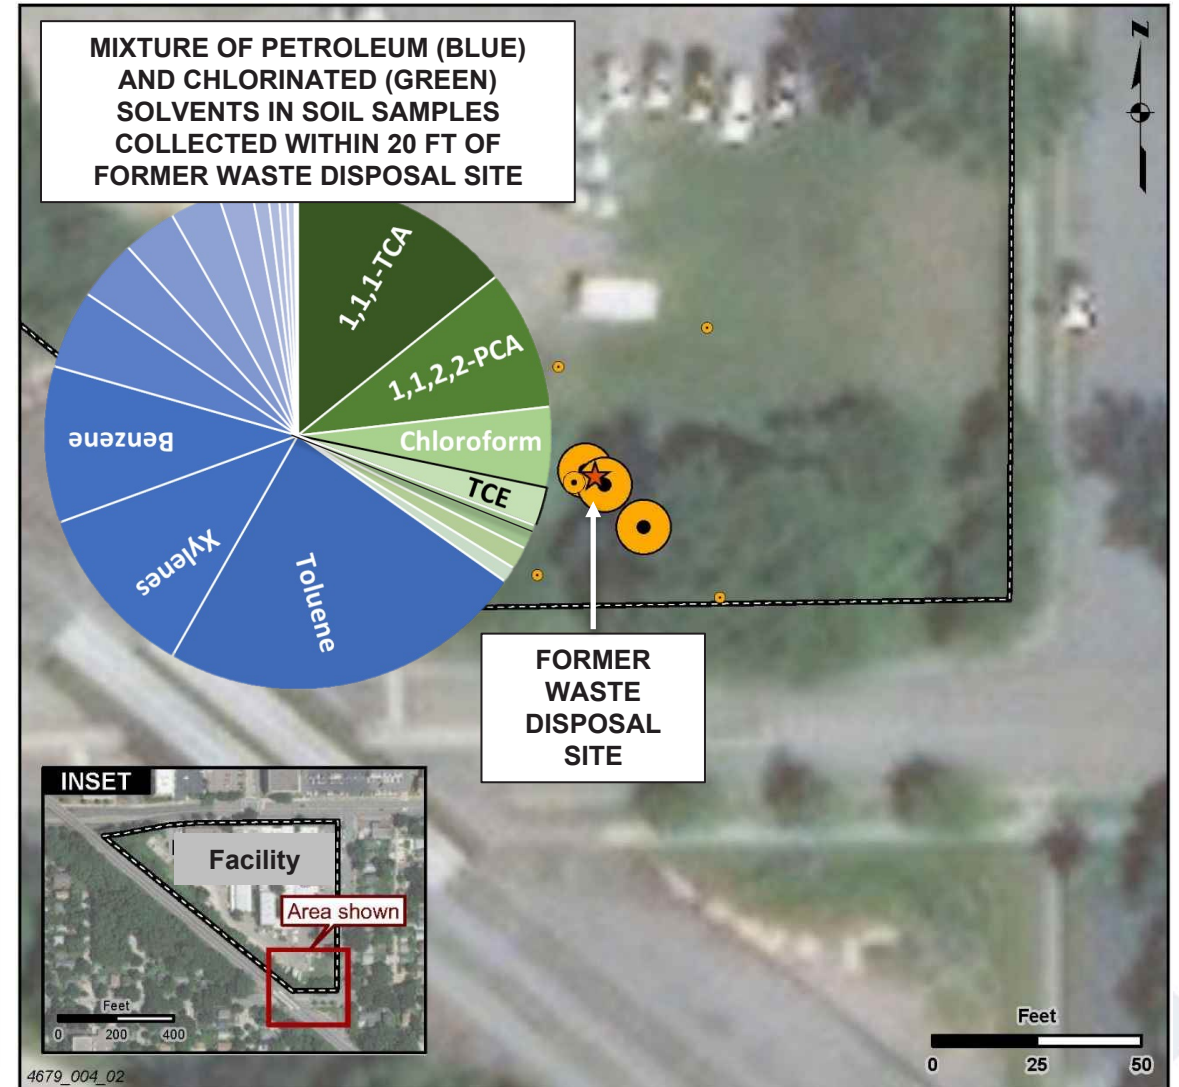 MIXTURE OF PETROLEUM (BLUE)
AND CHLORINATED (GREEN)
SOLVENTS IN SOIL SAMPLES
COLLECTED WITHIN 20 FT OF
FORMER WASTE DISPOSAL SITE
N
1,1,1-TCA
1,1,2,2-PCA
Chloroform
TCE
Benzene
Xylenes
Toluene
FORMER
WASTE
DISPOSAL
SITE
INSET
Facility
Area shown
Feet
0 200 400
Feet
0 25 50
4679_004_02